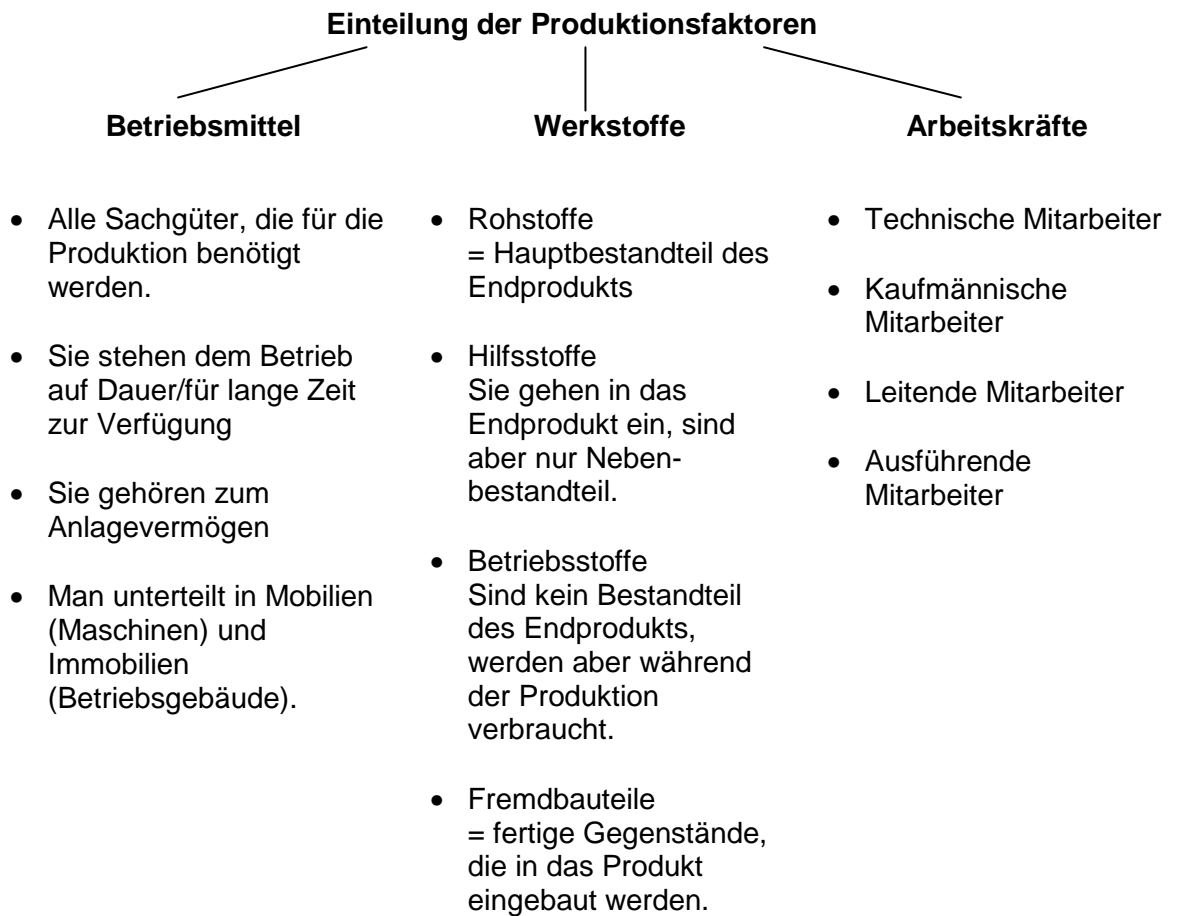 Einteilung der Produktionsfaktoren
Betriebsmittel
Werkstoffe
Arbeitskräfte
• Alle Sachgüter, die für die
Produktion benötigt
werden.
• Sie stehen dem Betrieb
auf Dauer/für lange Zeit
zur Verfügung
• Sie gehören zum
Anlagevermögen
• Man unterteilt in Mobilien
(Maschinen) und
Immobilien
(Betriebsgebäude).
• Rohstoffe
= Hauptbestandteil des
Endprodukts
• Hilfsstoffe
Sie gehen in das
Endprodukt ein, sind
aber nur Neben-
bestandteil.
• Betriebsstoffe
Sind kein Bestandteil
des Endprodukts,
werden aber während
der Produktion
verbraucht.
• Fremdbauteile
= fertige Gegenstände,
die in das Produkt
eingebaut werden.
• Technische Mitarbeiter
• Kaufmännische
Mitarbeiter
• Leitende Mitarbeiter
• Ausführende
Mitarbeiter